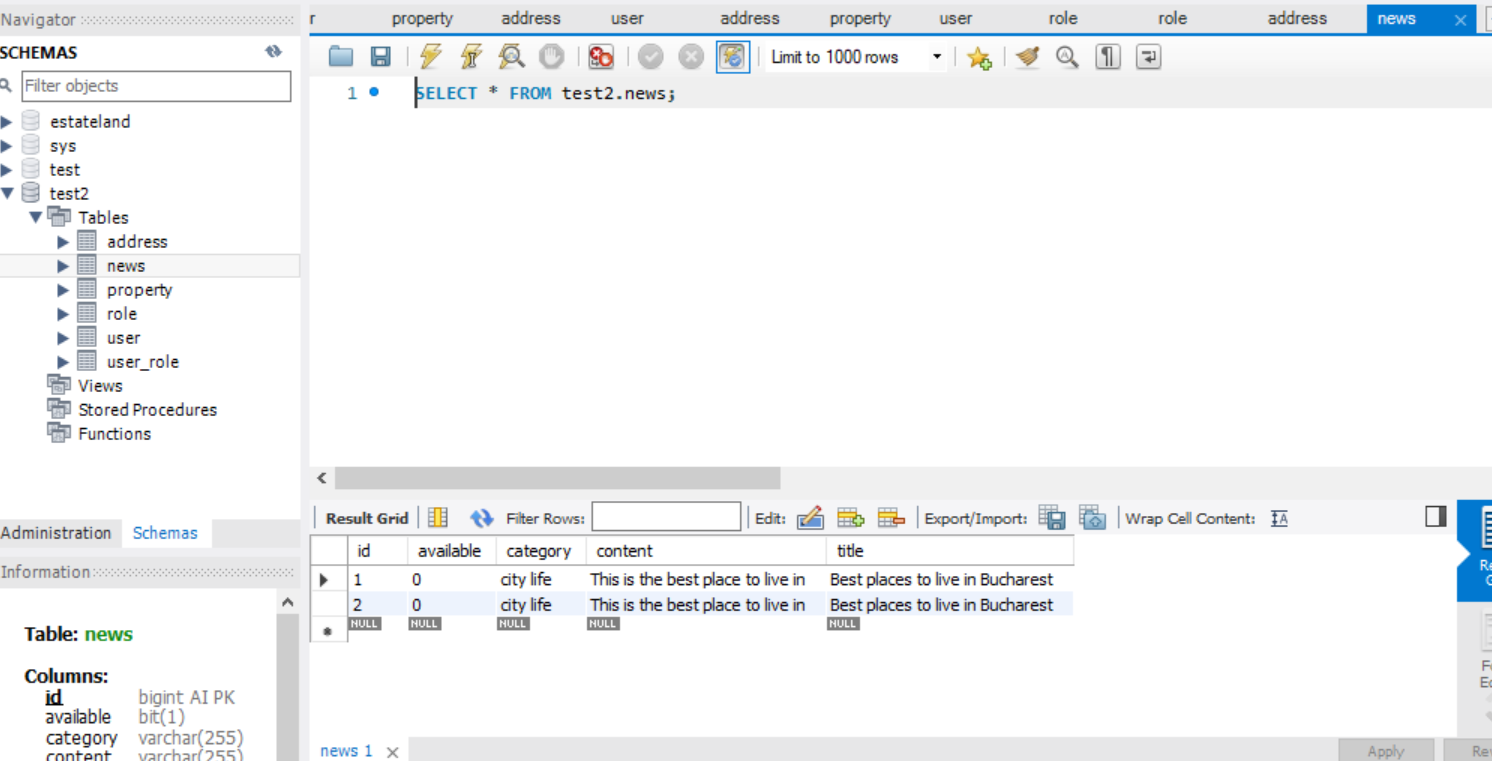 Navigator
SCHEMAS
Filter objects
estateland
sys
test
test2
Tables
address
news
property
role
user
user_role
Views
Stored Procedures
Functions
Administration Schemas
Information
Table: news
Columns:
id bigint AI PK
available bit(1)
category varchar(255)
content varchar(255)
r property address user address property user role role address news
Limit to 1000 rows
1 SELECT * FROM test2.news;
Result Grid Filter Rows: Edit: Export/Import: Wrap Cell Content:
id available category content title
1 0 city life This is the best place to live in Best places to live in Bucharest
2 0 city life This is the best place to live in Best places to live in Bucharest
NULL NULL NULL NULL NULL
news 1
Apply